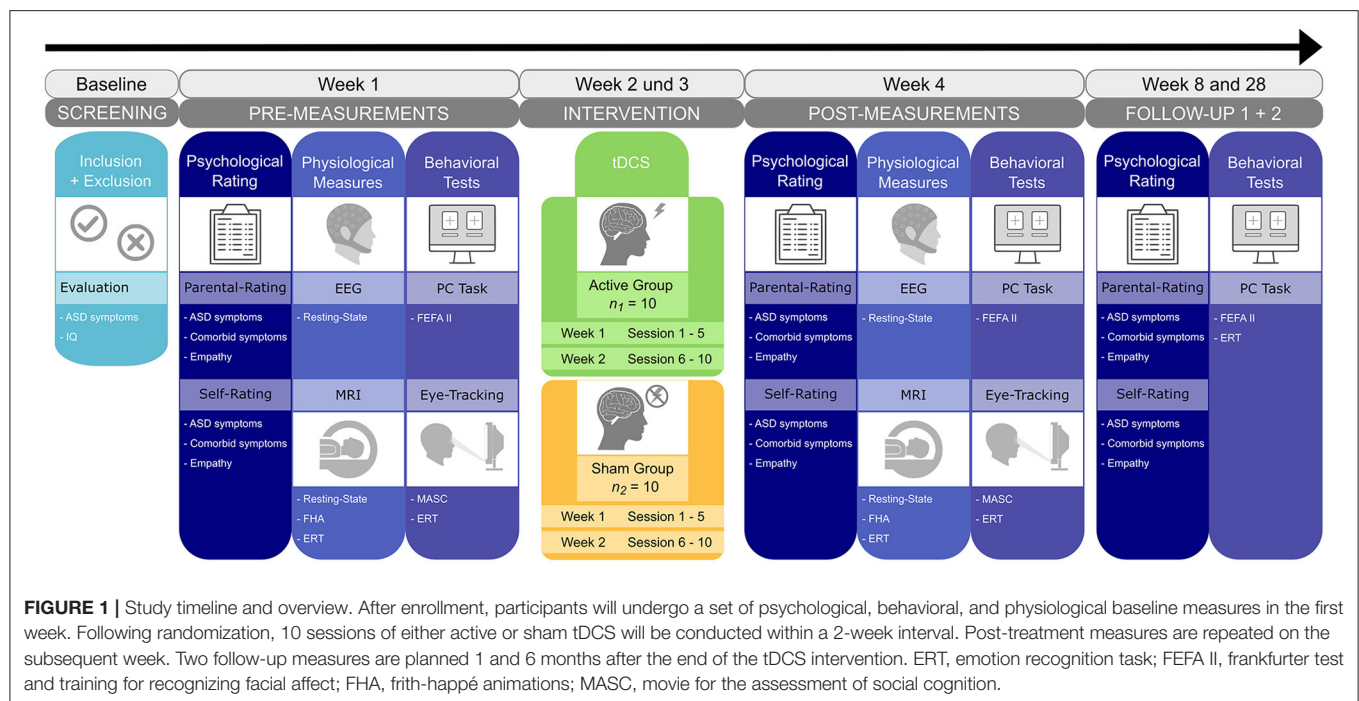 Baseline
Week 1
Week 2 und 3
Week 4
Week 8 and 28
SCREENING
PRE-MEASUREMENTS
INTERVENTION
POST-MEASUREMENTS
FOLLOW-UP 1 + 2
Inclusion
+ Exclusion
Evaluation
- ASD symptoms
- IQ
Psychological
Rating
Parental-Rating
- ASD symptoms
- Comorbid symptoms
- Empathy
Self-Rating
- ASD symptoms
- Comorbid symptoms
- Empathy
Physiological
Measures
EEG
- Resting-State
MRI
- Resting-State
- FHA
- ERT
Behavioral
Tests
PC Task
- FEFA II
Eye-Tracking
- MASC
- ERT
tDCS
Active Group
n1 = 10
Week 1 Session 1 - 5
Week 2 Session 6 - 10
Sham Group
n2 = 10
Week 1 Session 1 - 5
Week 2 Session 6 - 10
Psychological
Rating
Parental-Rating
- ASD symptoms
- Comorbid symptoms
- Empathy
Self-Rating
- ASD symptoms
- Comorbid symptoms
- Empathy
Physiological
Measures
EEG
- Resting-State
MRI
- Resting-State
- FHA
- ERT
Behavioral
Tests
PC Task
- FEFA II
Eye-Tracking
- MASC
- ERT
Psychological
Rating
Parental-Rating
- ASD symptoms
- Comorbid symptoms
- Empathy
Self-Rating
- ASD symptoms
- Comorbid symptoms
- Empathy
Behavioral
Tests
PC Task
- FEFA II
- ERT
FIGURE 1 | Study timeline and overview. After enrollment, participants will undergo a set of psychological, behavioral, and physiological baseline measures in the first
week. Following randomization, 10 sessions of either active or sham tDCS will be conducted within a 2-week interval. Post-treatment measures are repeated on the
subsequent week. Two follow-up measures are planned 1 and 6 months after the end of the tDCS intervention. ERT, emotion recognition task; FEFA II, frankfurter test
and training for recognizing facial affect; FHA, frith-happé animations; MASC, movie for the assessment of social cognition.